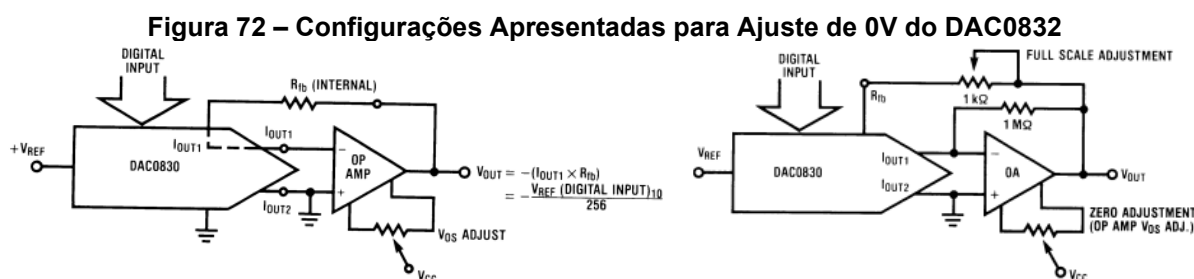 Figura 72 – Configurações Apresentadas para Ajuste de 0V do DAC0832
DIGITAL
INPUT
Rfb (INTERNAL)
+VREF
DAC0830
IOUT1
IOUT1
IOUT2
−
OP
AMP
+
VOUT = −(IOUT1 × Rfb)
= − VREF (DIGITAL INPUT)10
256
VOS ADJUST
VCC
DIGITAL
INPUT
FULL SCALE ADJUSTMENT
Rfb
1 kΩ
1 MΩ
VREF
DAC0830
IOUT1
IOUT2
−
OA
+
VOUT
ZERO ADJUSTMENT
(OP AMP VOS ADJ.)
VCC